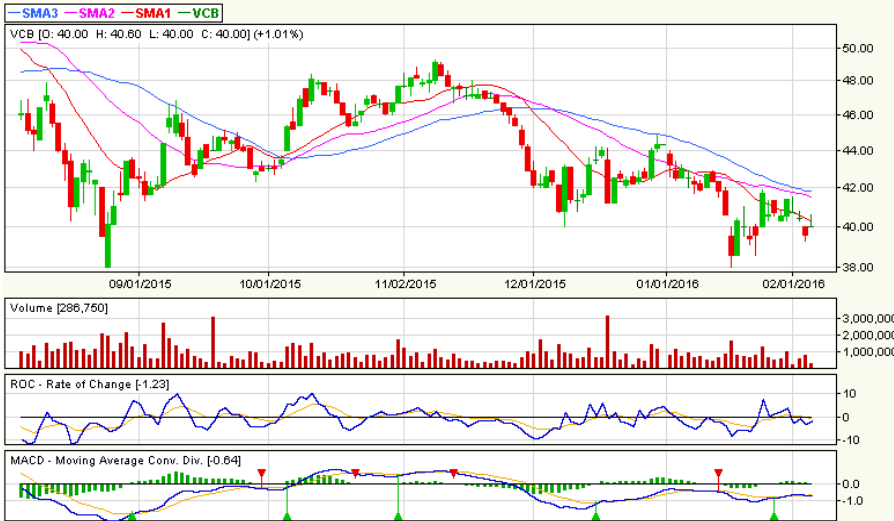 SMA3 SMA2 SMA1 VCB
VCB [O: 40.00 H: 40.60 L: 40.00 C: 40.00] (+1.01%)
50.00
48.00
46.00
44.00
42.00
40.00
38.00
09/01/2015 10/01/2015 11/02/2015 12/01/2015 01/01/2016 02/01/2016
Volume [286,750]
3,000,000
2,000,000
1,000,000
ROC - Rate of Change [-1.23]
10
0
-10
MACD - Moving Average Conv. Div. [-0.64]
0.0
-1.0